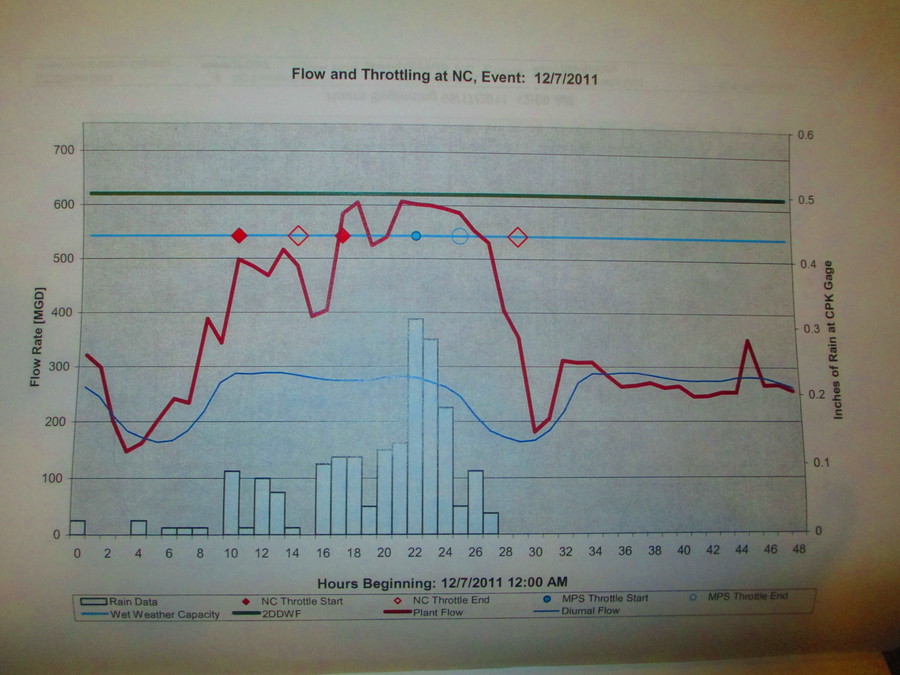 Flow and Throttling at NC, Event: 12/7/2011
700
600
500
400
300
200
100
0
Flow Rate [MGD]
0.6
0.5
0.4
0.3
0.2
0.1
0
Inches of Rain at CPK Gage
0 2 4 6 8 10 12 14 16 18 20 22 24 26 28 30 32 34 36 38 40 42 44 46 48
Hours Beginning: 12/7/2011 12:00 AM
Rain Data NC Throttle Start NC Throttle End MPS Throttle Start MPS Throttle End
Wet Weather Capacity 2DDWF Plant Flow Diurnal Flow